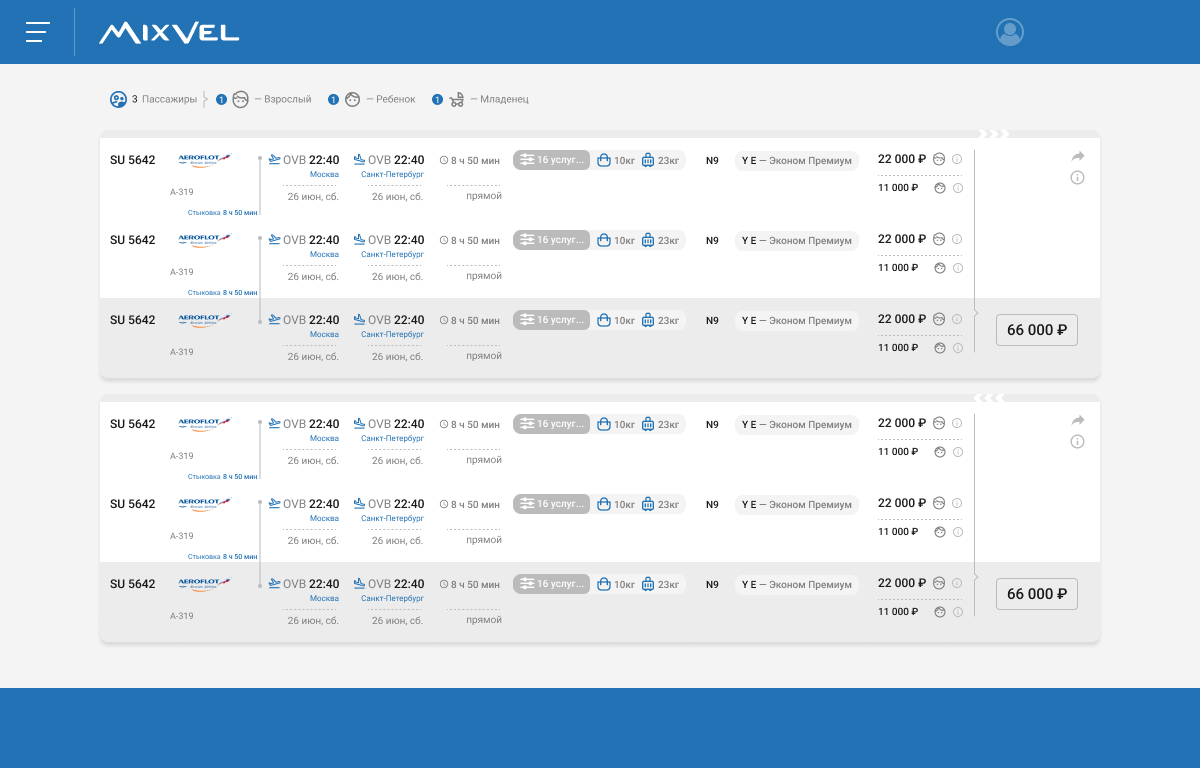 MIXVEL
3 Пассажиры 1 — Взрослый 1 — Ребенок 1 — Младенец
SU 5642 AEROFLOT Russian Airlines OVB 22:40 OVB 22:40 8 ч 50 мин 16 услуг... 10кг 23кг N9 Y E — Эконом Премиум 22 000 ₽
Москва Санкт-Петербург
А-319 26 июн, сб. 26 июн, сб. прямой 11 000 ₽
Стыковка 8 ч 50 мин
SU 5642 AEROFLOT Russian Airlines OVB 22:40 OVB 22:40 8 ч 50 мин 16 услуг... 10кг 23кг N9 Y E — Эконом Премиум 22 000 ₽
Москва Санкт-Петербург
А-319 26 июн, сб. 26 июн, сб. прямой 11 000 ₽
Стыковка 8 ч 50 мин
SU 5642 AEROFLOT Russian Airlines OVB 22:40 OVB 22:40 8 ч 50 мин 16 услуг... 10кг 23кг N9 Y E — Эконом Премиум 22 000 ₽ 66 000 ₽
Москва Санкт-Петербург
А-319 26 июн, сб. 26 июн, сб. прямой 11 000 ₽
SU 5642 AEROFLOT Russian Airlines OVB 22:40 OVB 22:40 8 ч 50 мин 16 услуг... 10кг 23кг N9 Y E — Эконом Премиум 22 000 ₽
Москва Санкт-Петербург
А-319 26 июн, сб. 26 июн, сб. прямой 11 000 ₽
Стыковка 8 ч 50 мин
SU 5642 AEROFLOT Russian Airlines OVB 22:40 OVB 22:40 8 ч 50 мин 16 услуг... 10кг 23кг N9 Y E — Эконом Премиум 22 000 ₽
Москва Санкт-Петербург
А-319 26 июн, сб. 26 июн, сб. прямой 11 000 ₽
Стыковка 8 ч 50 мин
SU 5642 AEROFLOT Russian Airlines OVB 22:40 OVB 22:40 8 ч 50 мин 16 услуг... 10кг 23кг N9 Y E — Эконом Премиум 22 000 ₽ 66 000 ₽
Москва Санкт-Петербург
А-319 26 июн, сб. 26 июн, сб. прямой 11 000 ₽